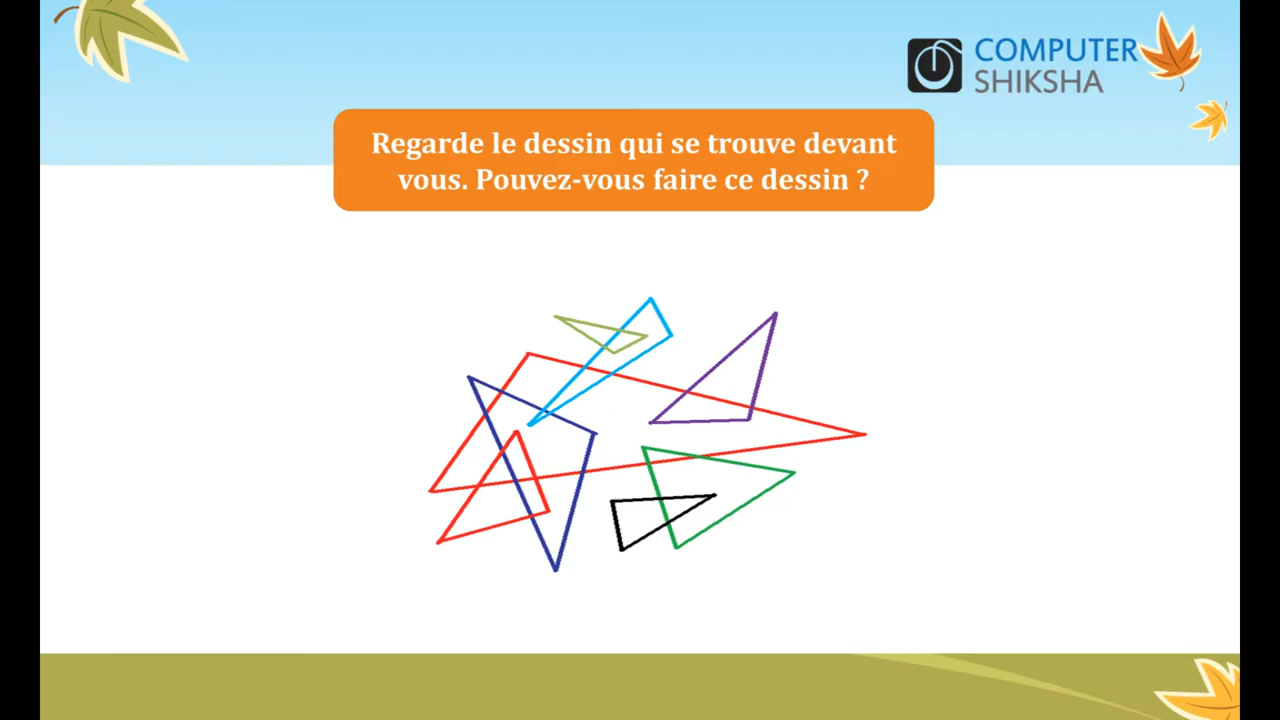 COMPUTER
SHIKSHA
Regarde le dessin qui se trouve devant
vous. Pouvez-vous faire ce dessin ?